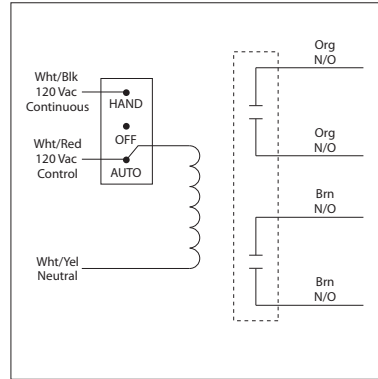 Wht/Blk
120 Vac
Continuous
HAND
OFF
Wht/Red
120 Vac
Control
AUTO
Wht/Yel
Neutral
Org
N/O
Org
N/O
Brn
N/O
Brn
N/O